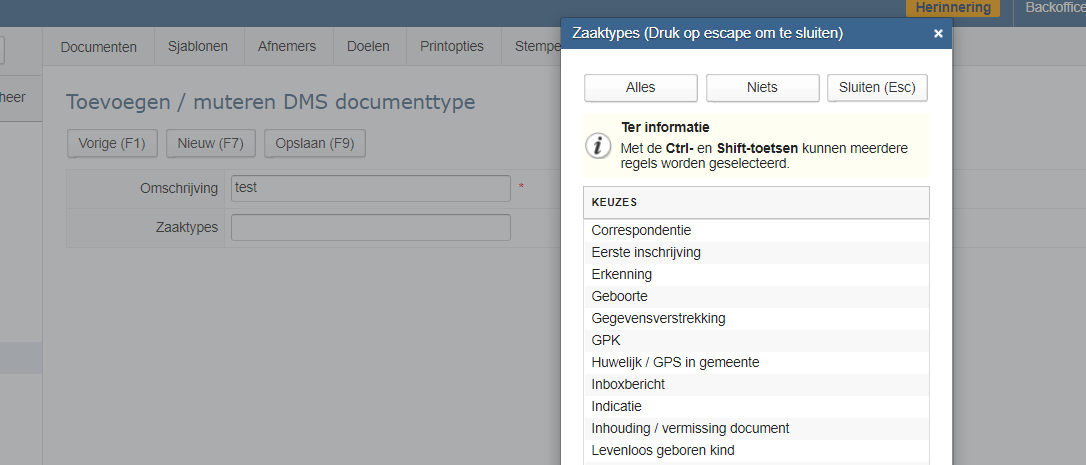 Herinnering
Backoffice
Documenten Sjablonen Afnemers Doelen Printopties Stempe
heer
Toevoegen / muteren DMS documenttype
Vorige (F1) Nieuw (F7) Opslaan (F9)
Omschrijving test *
Zaaktypes
Zaaktypes (Druk op escape om te sluiten) ×
Alles Niets Sluiten (Esc)
Ter informatie
Met de Ctrl- en Shift-toetsen kunnen meerdere
regels worden geselecteerd.
KEUZES
Correspondentie
Eerste inschrijving
Erkenning
Geboorte
Gegevensverstrekking
GPK
Huwelijk / GPS in gemeente
Inboxbericht
Indicatie
Inhouding / vermissing document
Levenloos geboren kind